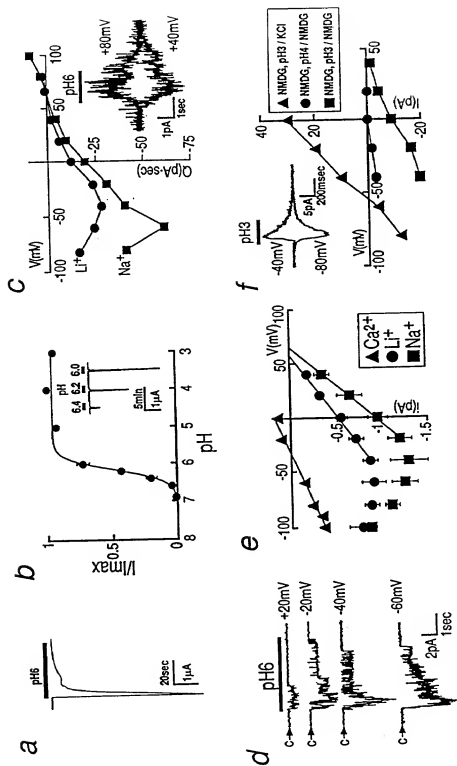 a
pH6
20sec
1μA
b
I/Imax
1
0.5
0
8
7
6
5
4
3
pH
pH
6.4
6.2
6.0
5min
1μA
c
V(mV)
-100
-50
50
100
Li+
Na+
-25
-50
-75
Q(pA-sec)
pH6
+80mV
+40mV
1pA
1sec
d
pH6
C
+20mV
C
-20mV
C
-40mV
C
-60mV
2pA
1sec
e
Ca2+
Li+
Na+
V(mV)
-100
-50
50
100
-0.5
-1
-1.5
i(pA)
f
pH3
-40mV
-80mV
5pA
200msec
NMDG, pH3 / KCl
NMDG, pH4 / NMDG
NMDG, pH3 / NMDG
40
20
-20
I(pA)
V(mV)
-100
-50
50